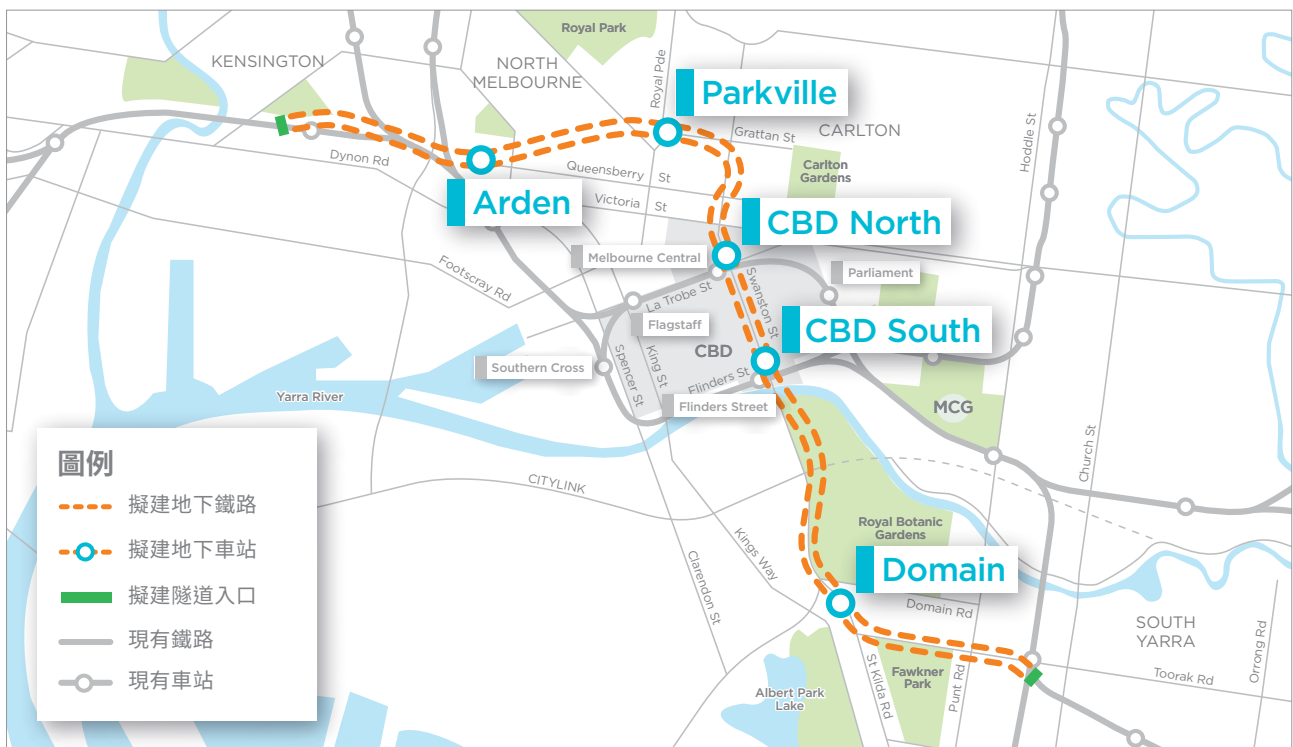 Royal Park
KENSINGTON
NORTH
MELBOURNE
Royal Pde
Parkville
Grattan St
CARLTON
Hoddle St
Dynon Rd
Queensberry St
Carlton
Gardens
Arden
Victoria St
CBD North
Melbourne Central
Parliament
Footscray Rd
La Trobe St
Swanston St
Flagstaff
CBD South
CBD
Southern Cross
Spencer St
King St
Flinders St
Yarra River
Flinders Street
MCG
Church St
圖例
擬建地下鐵路
擬建地下車站
擬建隧道入口
現有鐵路
現有車站
CITYLINK
Royal Botanic
Gardens
Kings Way
Clarendon St
Domain
Domain Rd
SOUTH
YARRA
Orrong Rd
St Kilda Rd
Fawkner
Park
Punt Rd
Toorak Rd
Albert Park
Lake